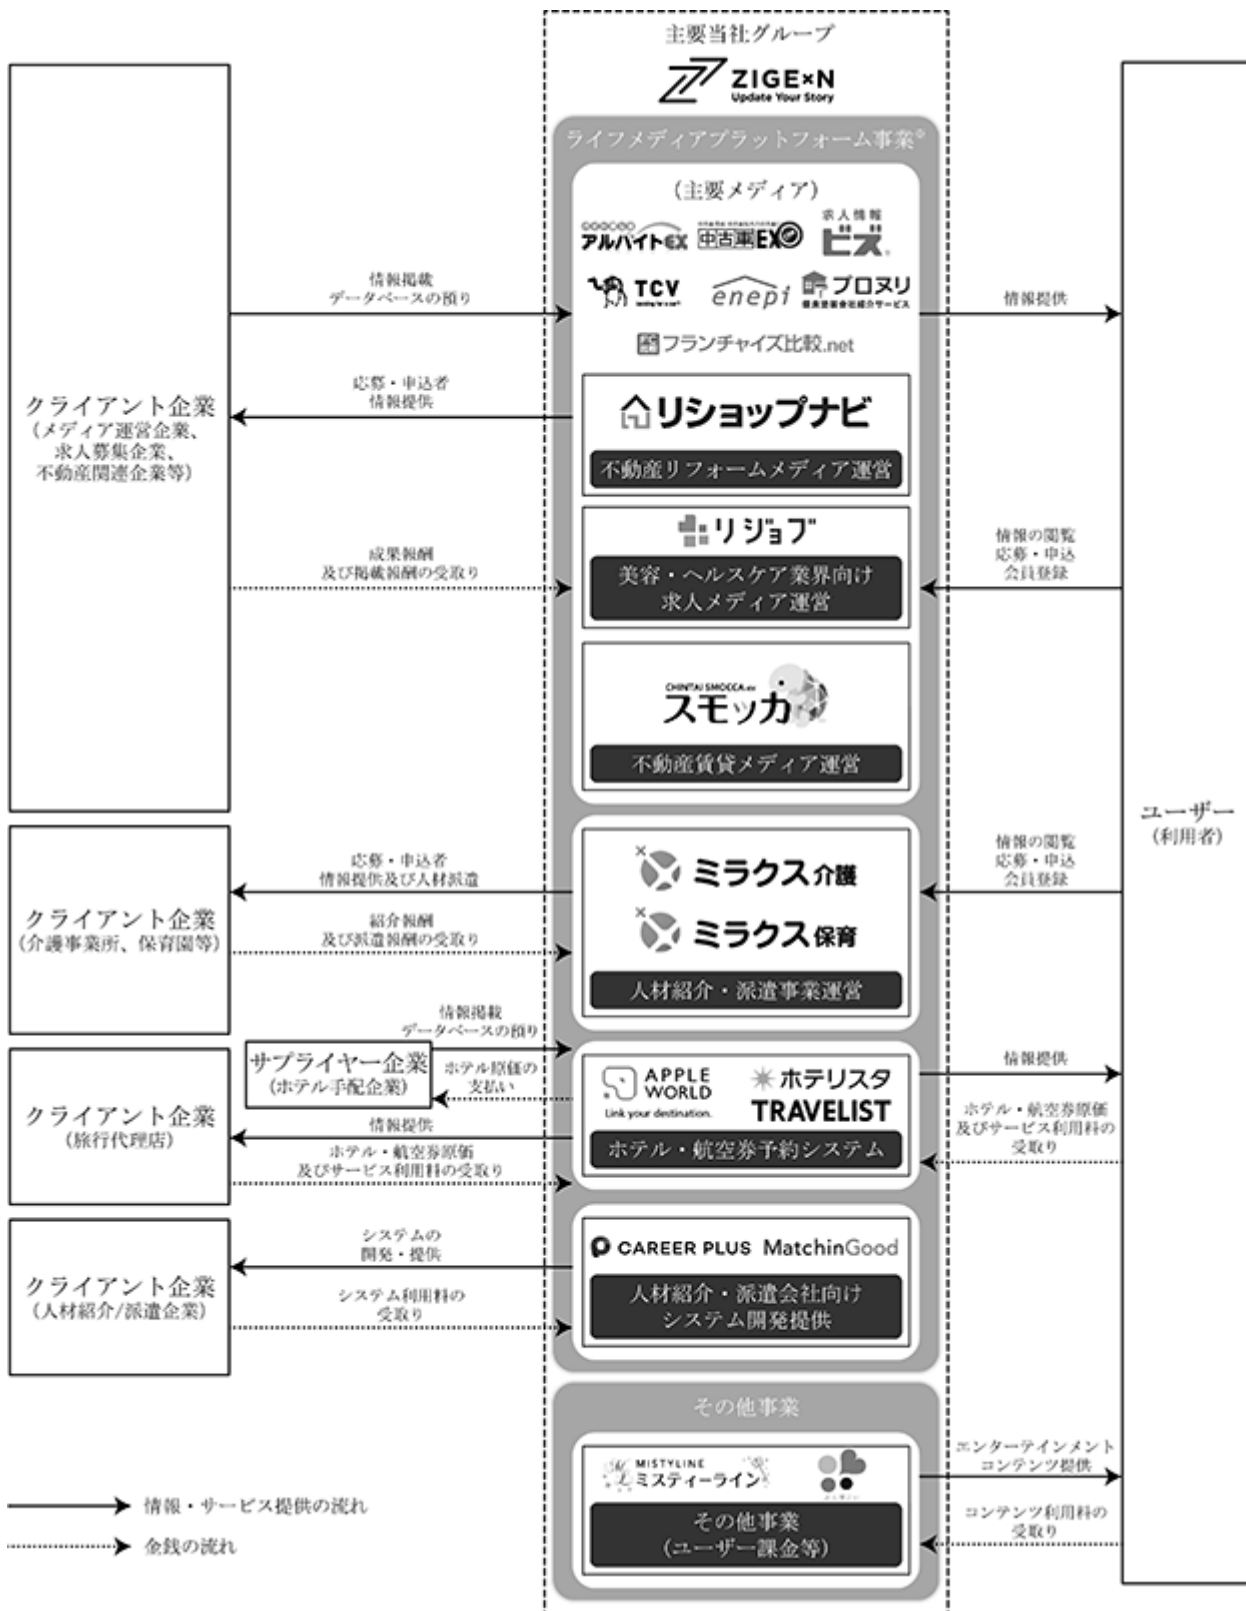 主要当社グループ
ZIGE×N
Update Your Story
ライフメディアプラットフォーム事業※
(主要メディア)
アルバイトEX
中古車EX
求人情報
ビズ
TCV
enepi
プロヌリ
優良塗装会社紹介サービス
フランチャイズ比較.net
リショップナビ
不動産リフォームメディア運営
リジョブ
美容・ヘルスケア業界向け
求人メディア運営
CHINTAI SMOCCA
スモッカ
不動産賃貸メディア運営
クライアント企業
(メディア運営企業、
求人募集企業、
不動産関連企業等)
情報掲載
データベースの預り
応募・申込者
情報提供
成果報酬
及び掲載報酬の受取り
情報提供
情報の閲覧
応募・申込
会員登録
ユーザー
(利用者)
クライアント企業
(介護事業所、保育園等)
応募・申込者
情報提供及び人材派遣
紹介報酬
及び派遣報酬の受取り
ミラクス介護
ミラクス保育
人材紹介・派遣事業運営
情報の閲覧
応募・申込
会員登録
クライアント企業
(旅行代理店)
サプライヤー企業
(ホテル手配企業)
情報掲載
データベースの預り
ホテル原価の
支払い
情報提供
ホテル・航空券原価
及びサービス利用料の受取り
APPLE
WORLD
Link your destination.
ホテリスタ
TRAVELIST
ホテル・航空券予約システム
情報提供
ホテル・航空券原価
及びサービス利用料の
受取り
クライアント企業
(人材紹介/派遣企業)
システムの
開発・提供
システム利用料の
受取り
CAREER PLUS
MatchinGood
人材紹介・派遣会社向け
システム開発提供
その他事業
MISTYLINE
ミスティーライン
その他事業
(ユーザー課金等)
エンターテインメント
コンテンツ提供
コンテンツ利用料の
受取り
情報・サービス提供の流れ
金銭の流れ